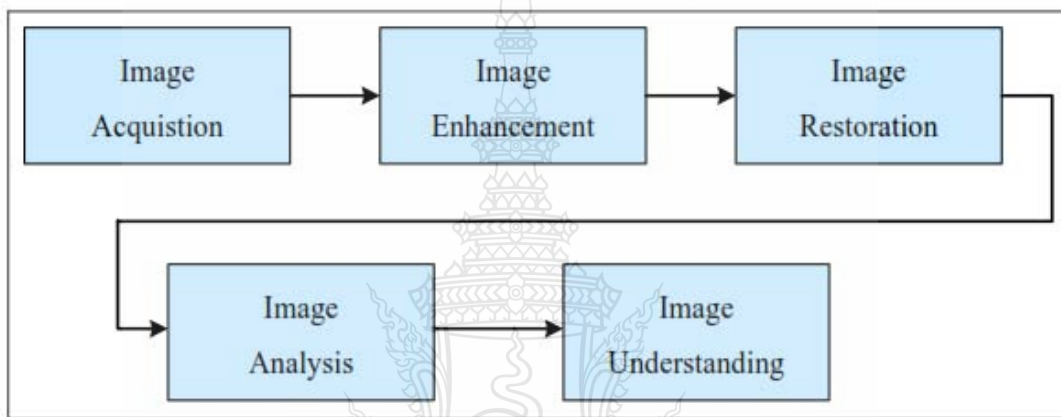 Image
Acquistion
Image
Enhancement
Image
Restoration
Image
Analysis
Image
Understanding